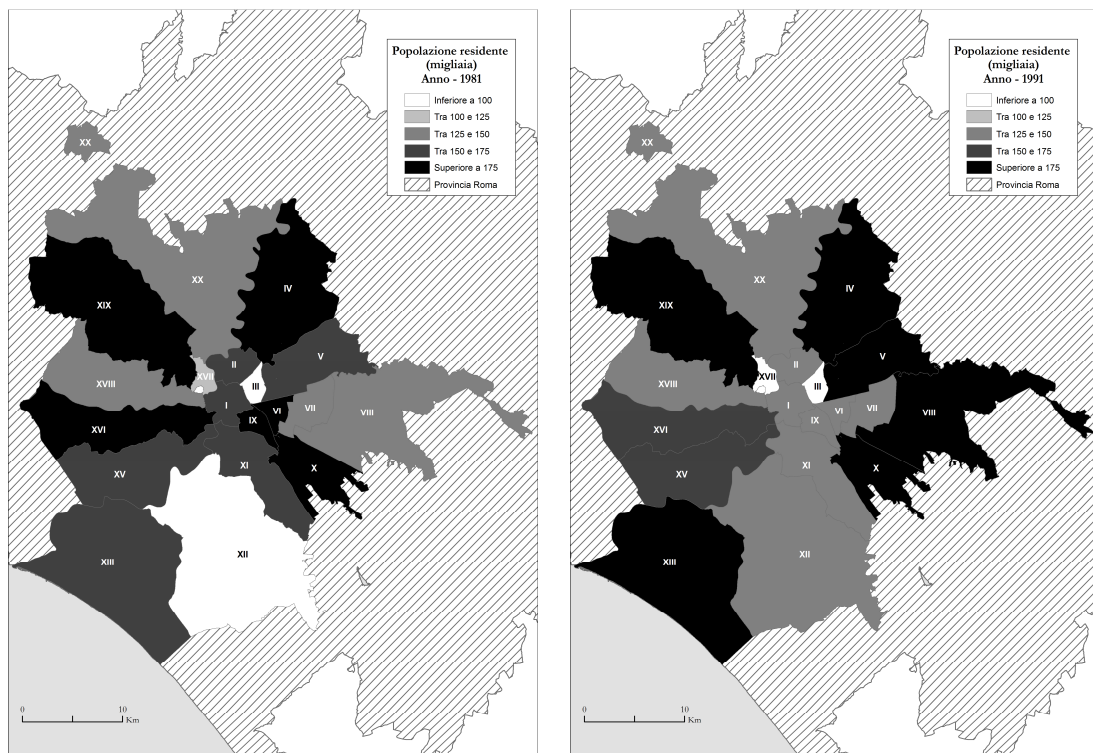 Popolazione residente
(migliaia)
Anno - 1981
Inferiore a 100
Tra 100 e 125
Tra 125 e 150
Tra 150 e 175
Superiore a 175
Provincia Roma
XX
XX
IV
XIX
V
II
XVII
XVIII
III
I
VI
VII
VIII
IX
XVI
XI
X
XV
XII
XIII
0 10
Km
Popolazione residente
(migliaia)
Anno - 1991
Inferiore a 100
Tra 100 e 125
Tra 125 e 150
Tra 150 e 175
Superiore a 175
Provincia Roma
XX
XX
IV
XIX
V
II
XVII
XVIII
III
I
VI
VII
VIII
IX
XVI
XI
X
XV
XII
XIII
0 10
Km